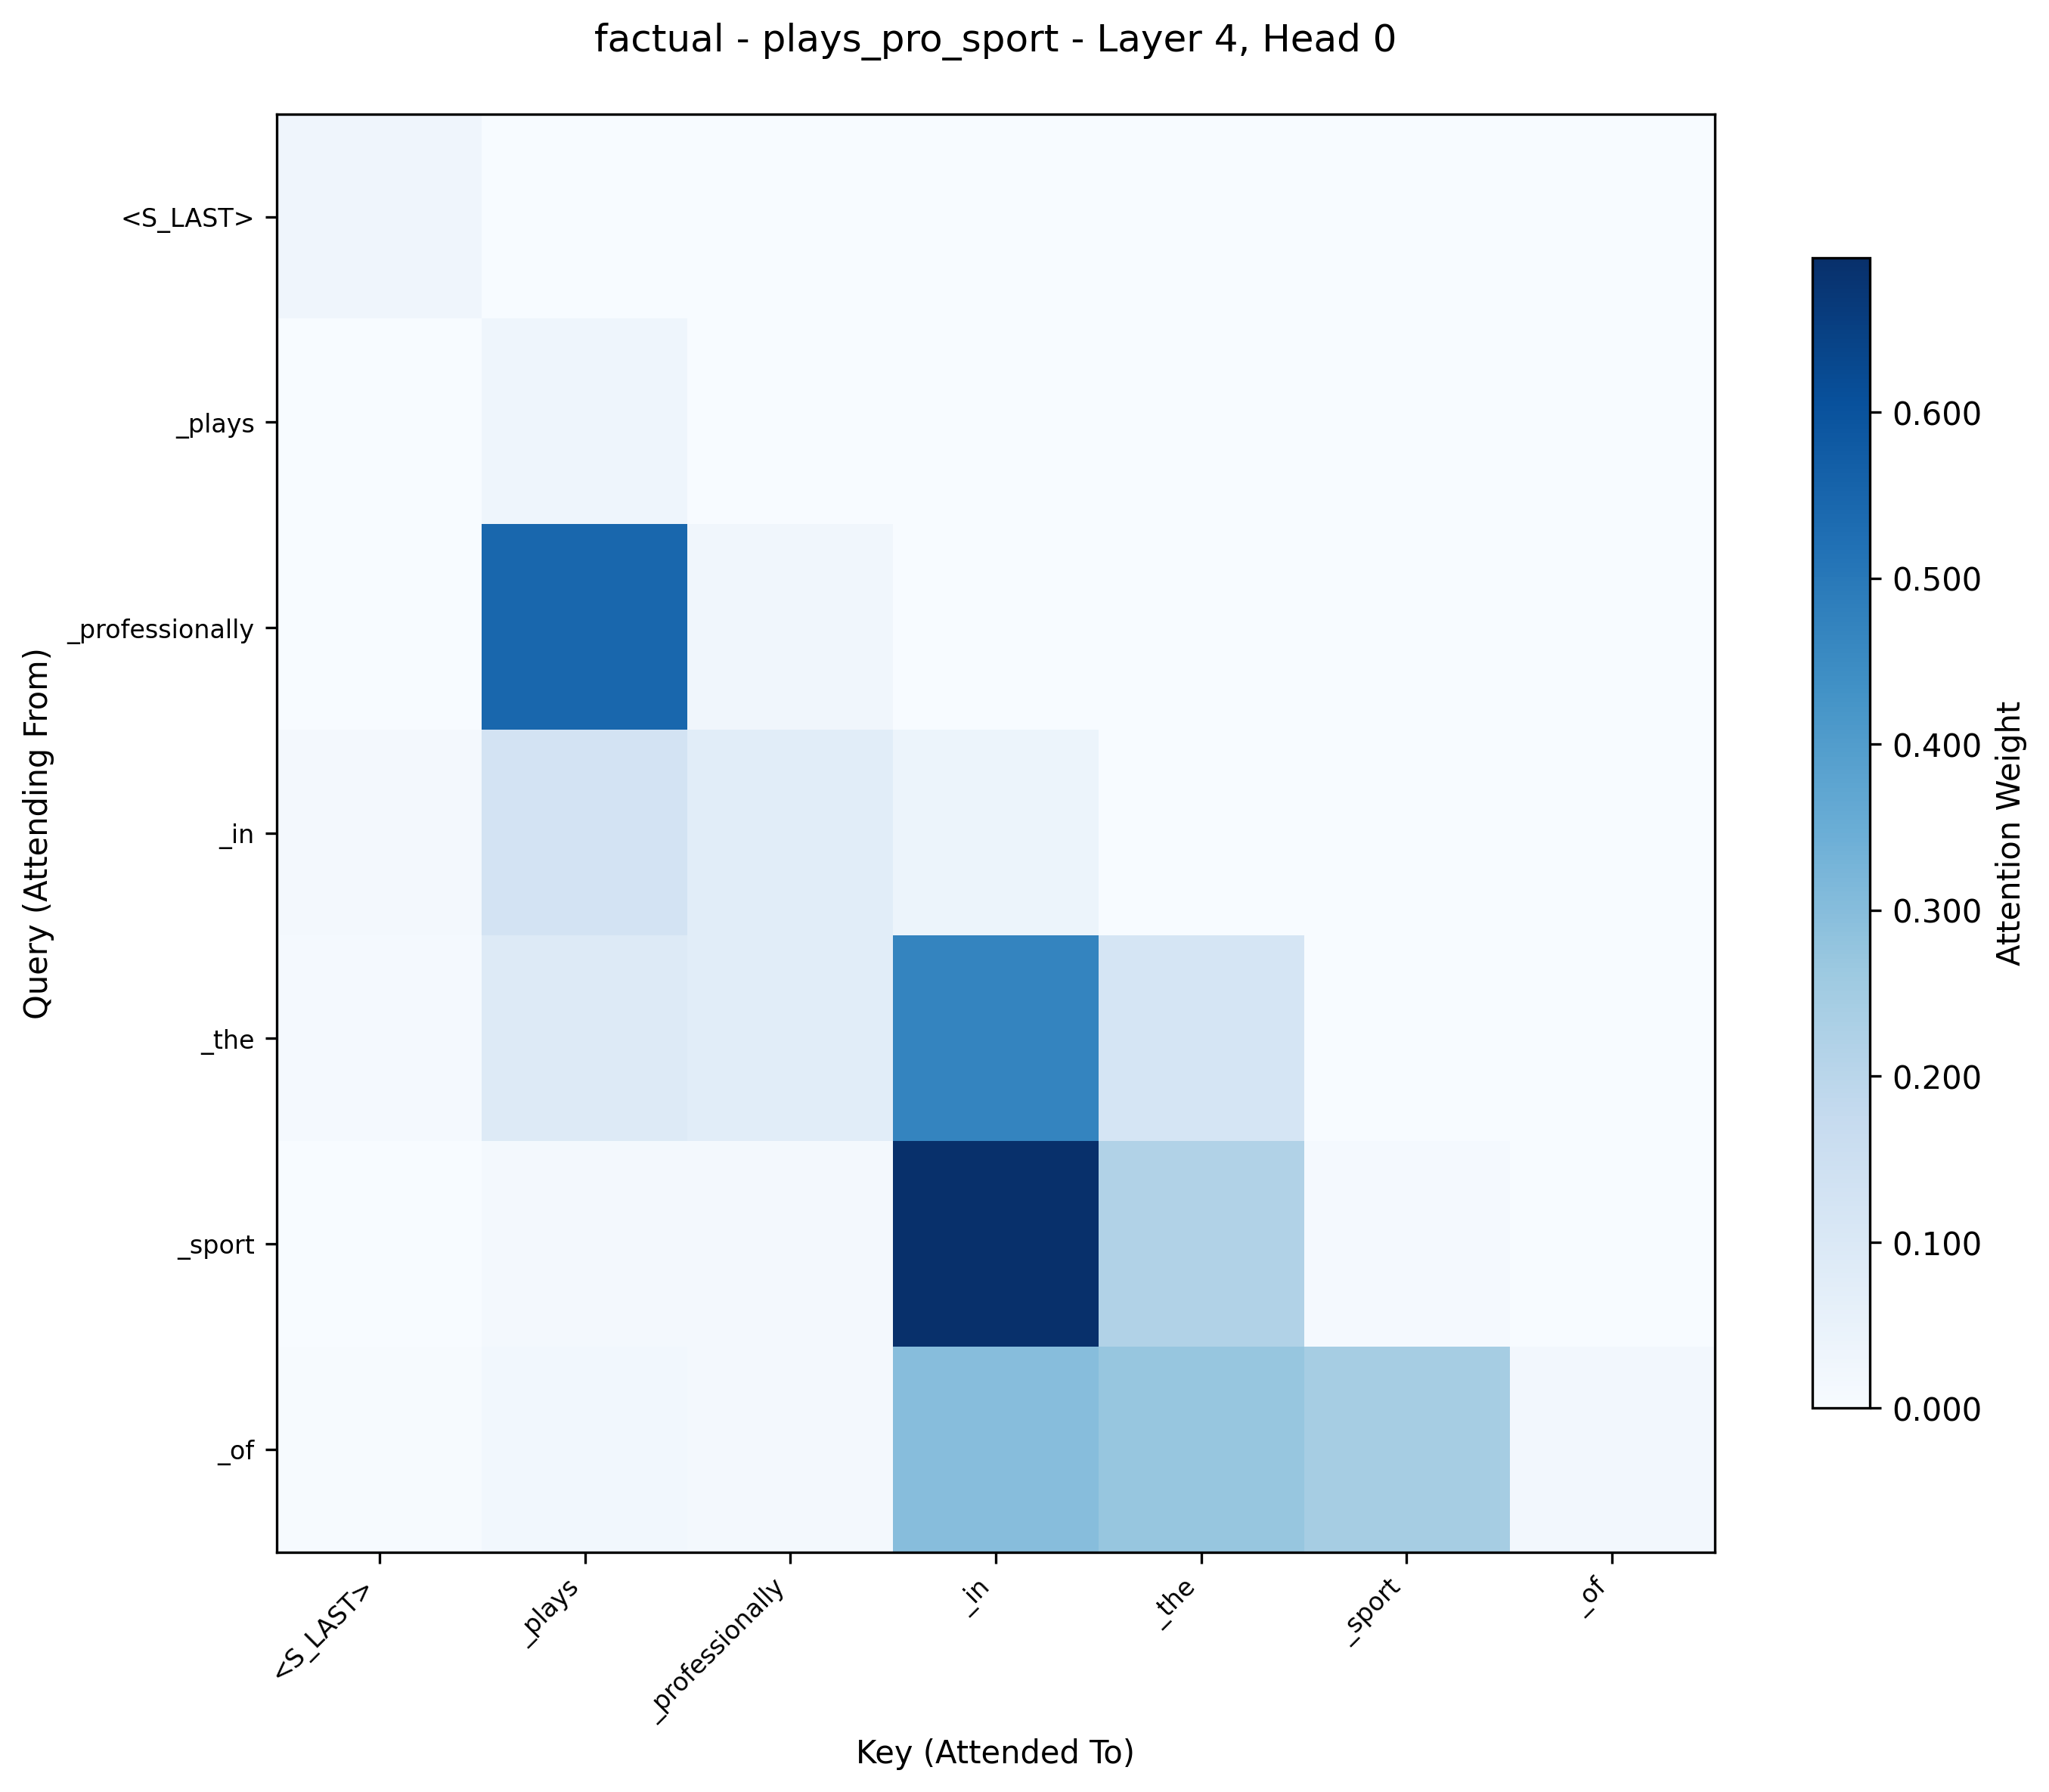 factual - plays_pro_sport - Layer 4, Head 0
Query (Attending From)
<S_LAST>
_plays
_professionally
_in
_the
_sport
_of
<S_LAST>
_plays
_professionally
_in
_the
_sport
_of
Key (Attended To)
0.600
0.500
0.400
0.300
0.200
0.100
0.000
Attention Weight